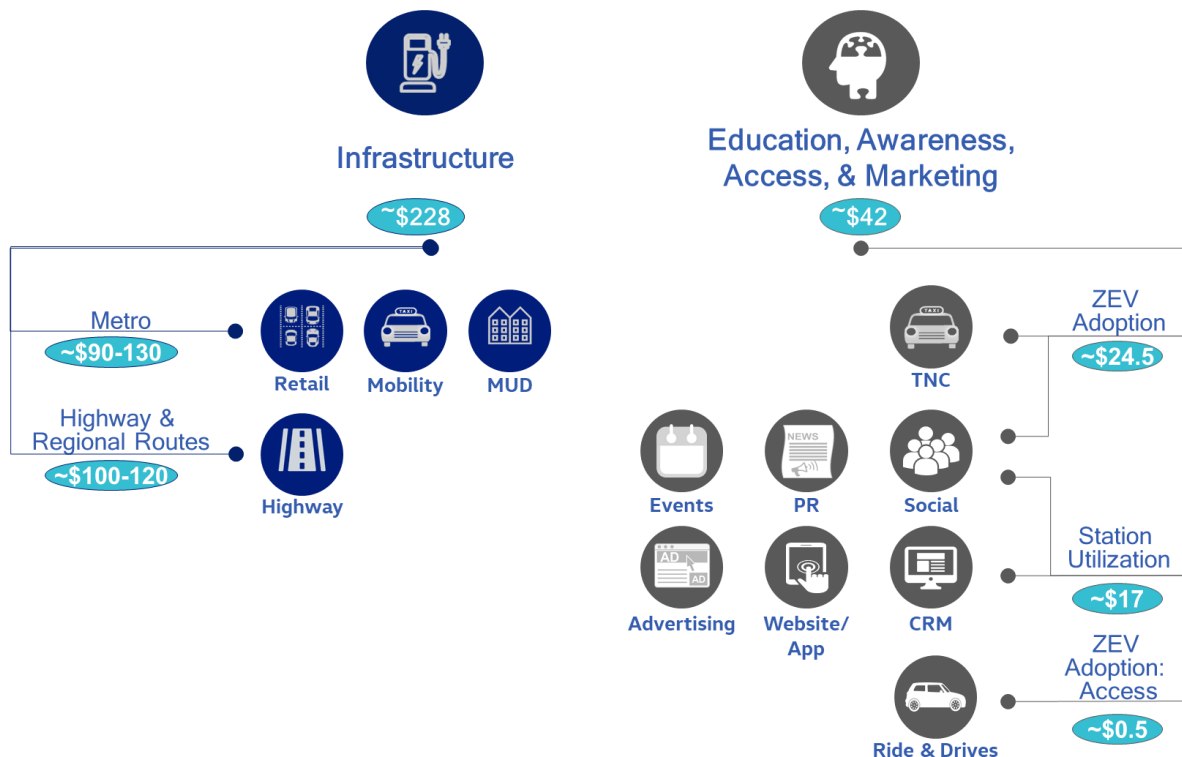 Infrastructure
~$228
Metro
~$90-130
Retail
TAXI
Mobility
MUD
Highway &
Regional Routes
~$100-120
Highway
Education, Awareness,
Access, & Marketing
~$42
TAXI
TNC
ZEV
Adoption
~$24.5
Events
NEWS
PR
Social
AD
AD
Advertising
Website/
App
CRM
Station
Utilization
~$17
Ride & Drives
ZEV
Adoption:
Access
~$0.5